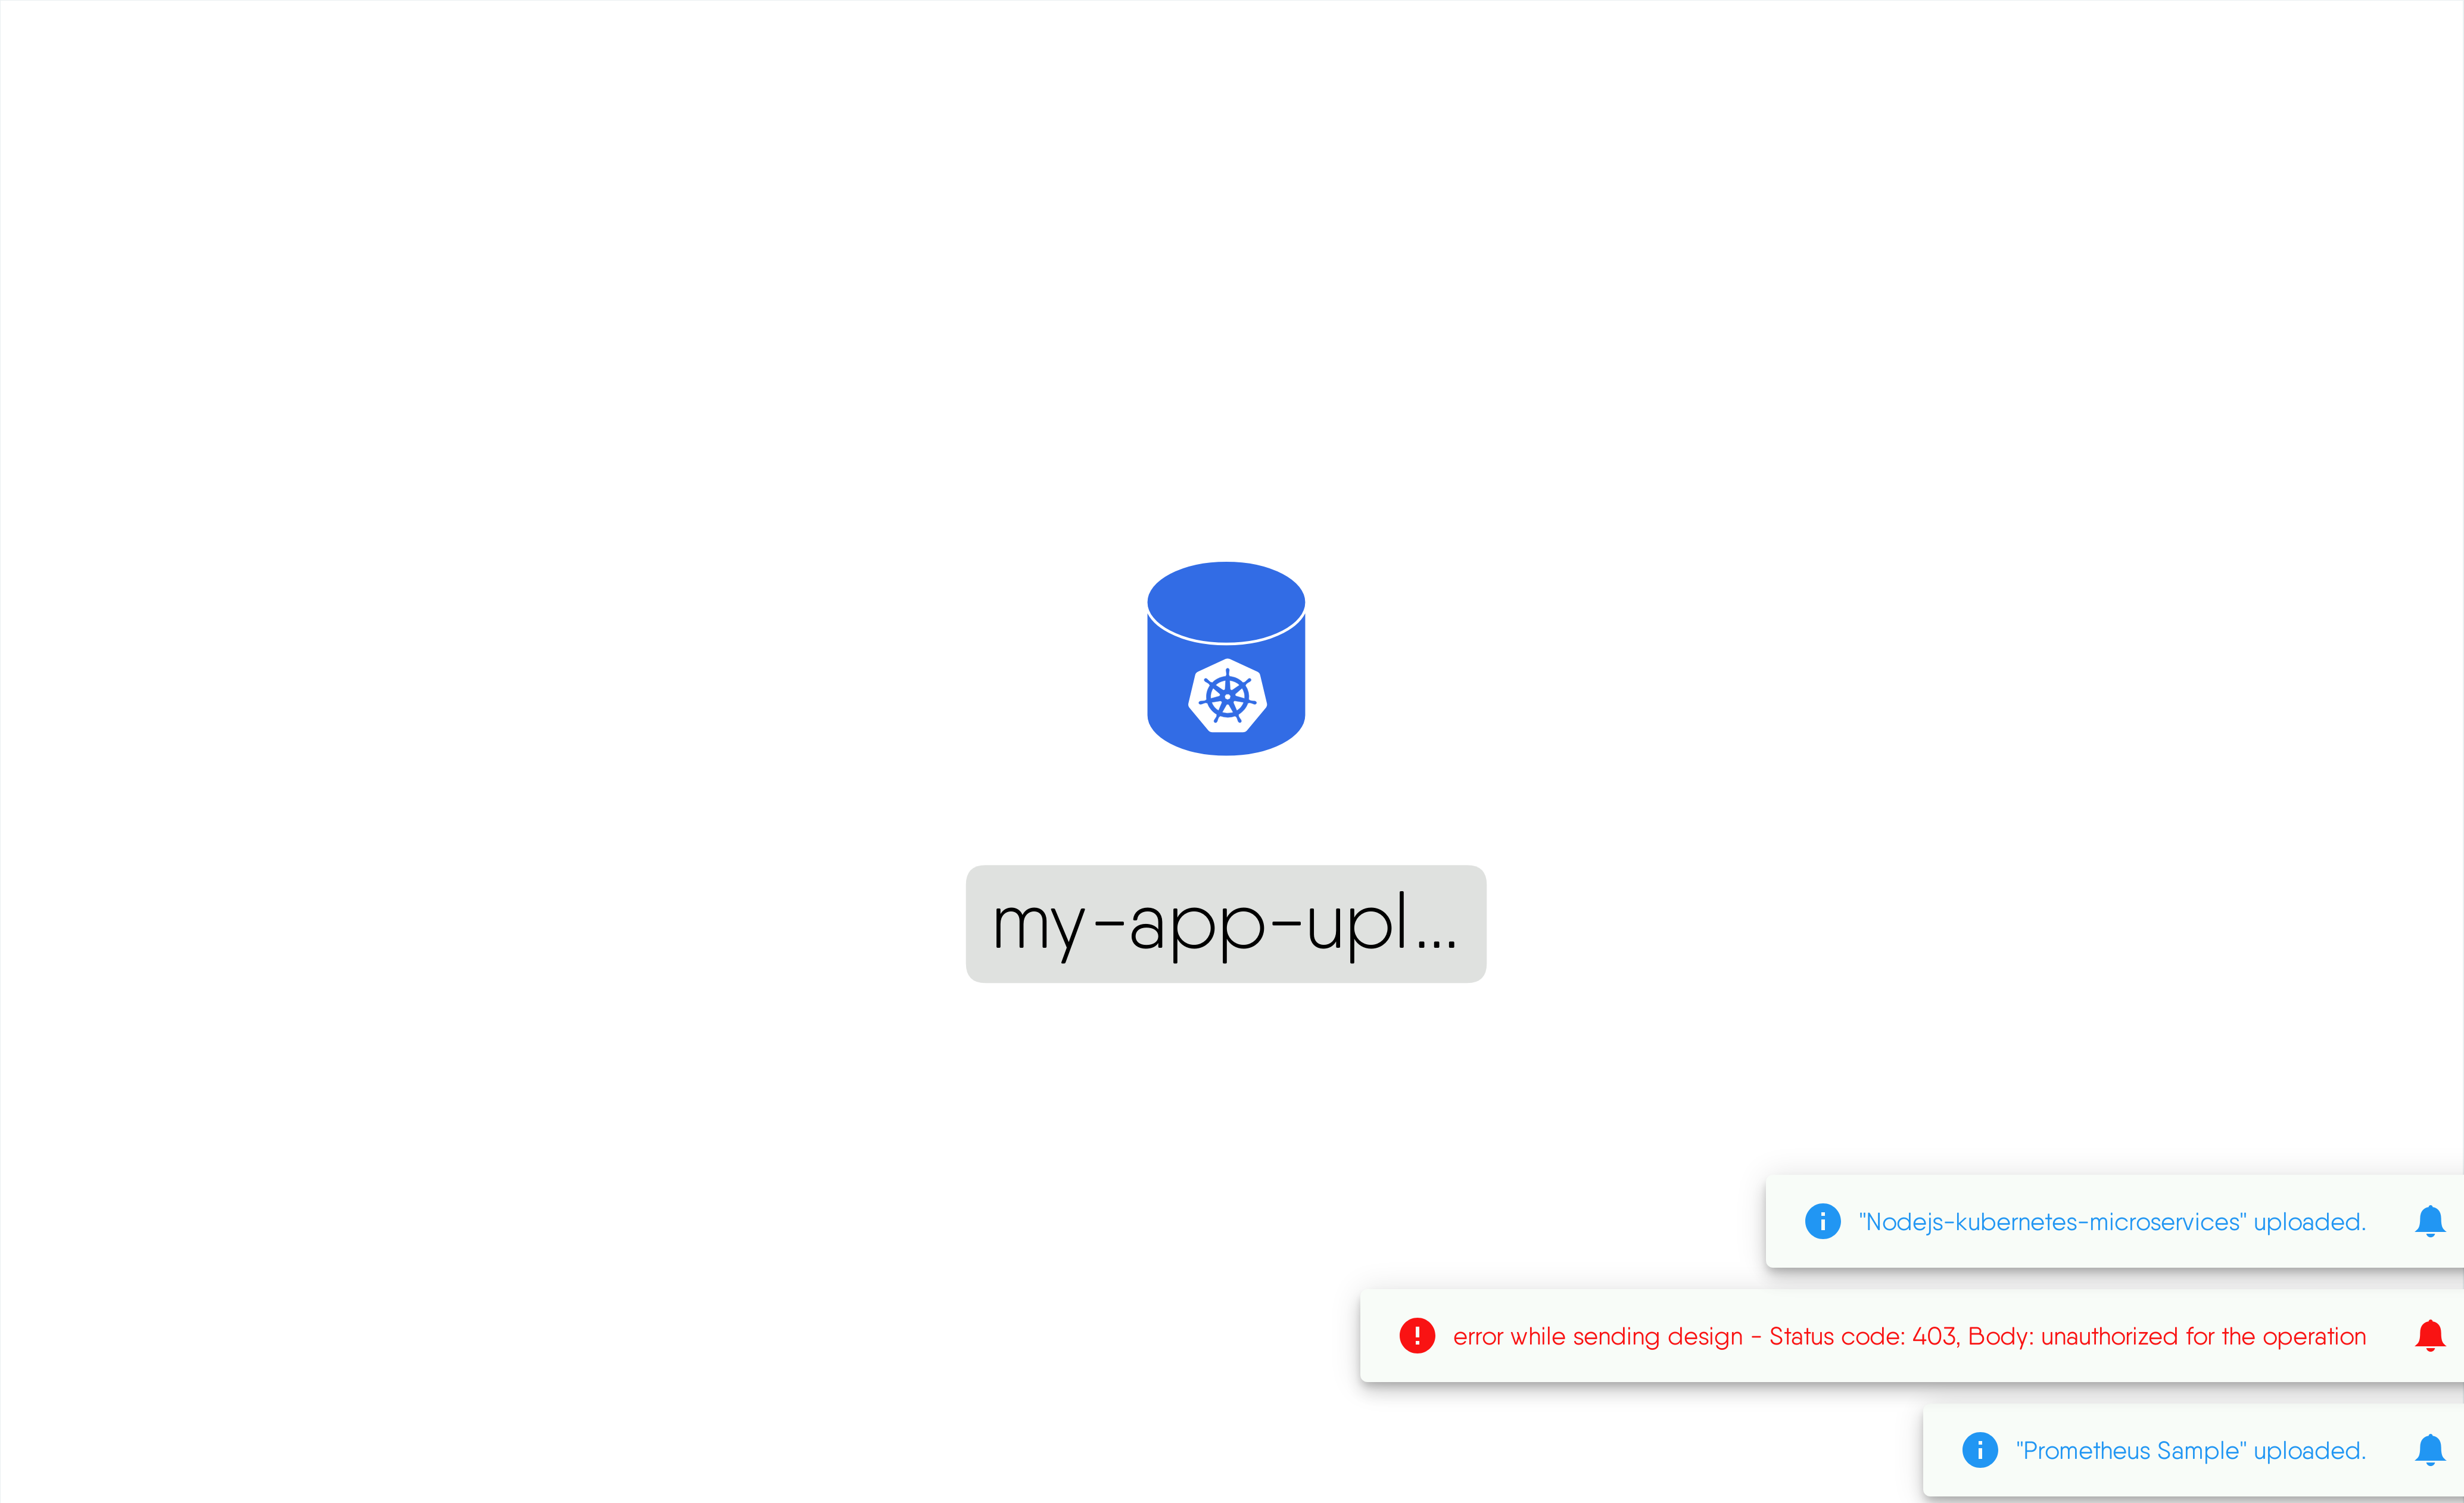 my-app-upl...
"Nodejs-kubernetes-microservices" uploaded.
error while sending design - Status code: 403, Body: unauthorized for the operation
"Prometheus Sample" uploaded.